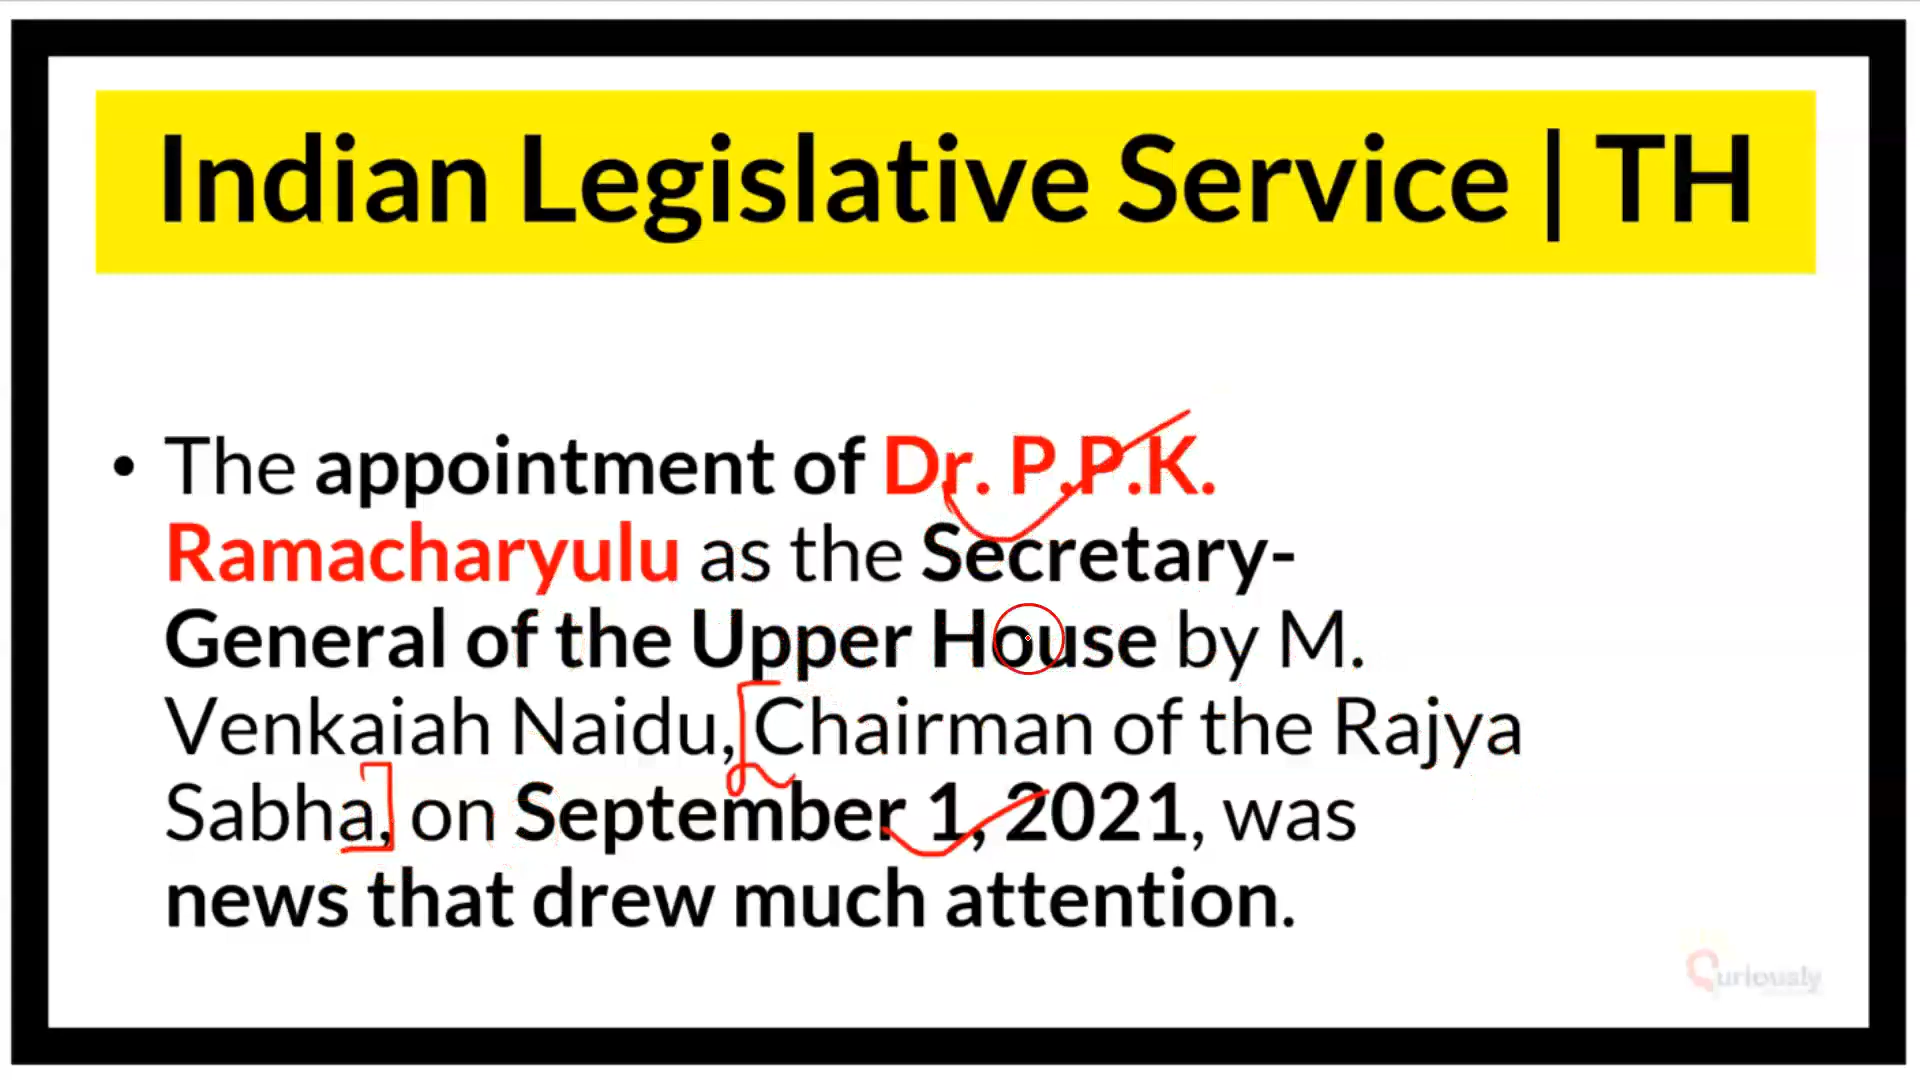 Indian Legislative Service | TH
• The appointment of Dr. P.P.K.
Ramacharyulu as the Secretary-
General of the Upper House by M.
Venkaiah Naidu, Chairman of the Rajya
Sabha, on September 1, 2021, was
news that drew much attention.
Curiously